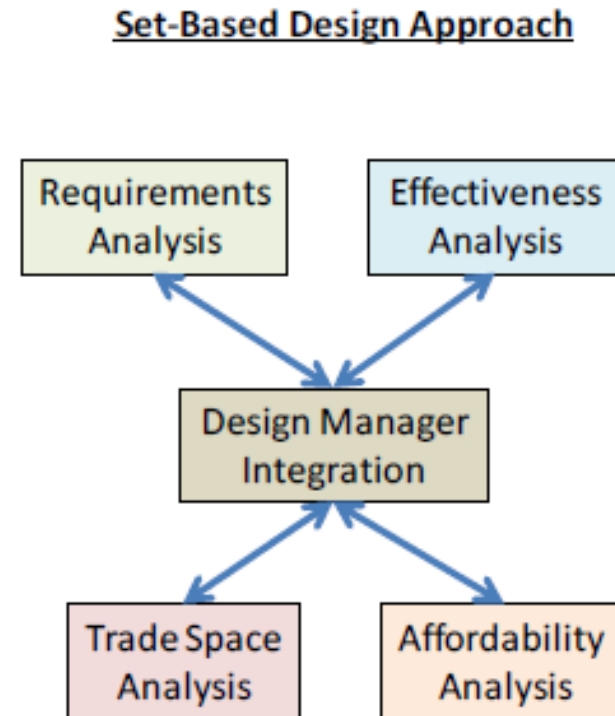 Set-Based Design Approach
Requirements
Analysis
Effectiveness
Analysis
Design Manager
Integration
Trade Space
Analysis
Affordability
Analysis